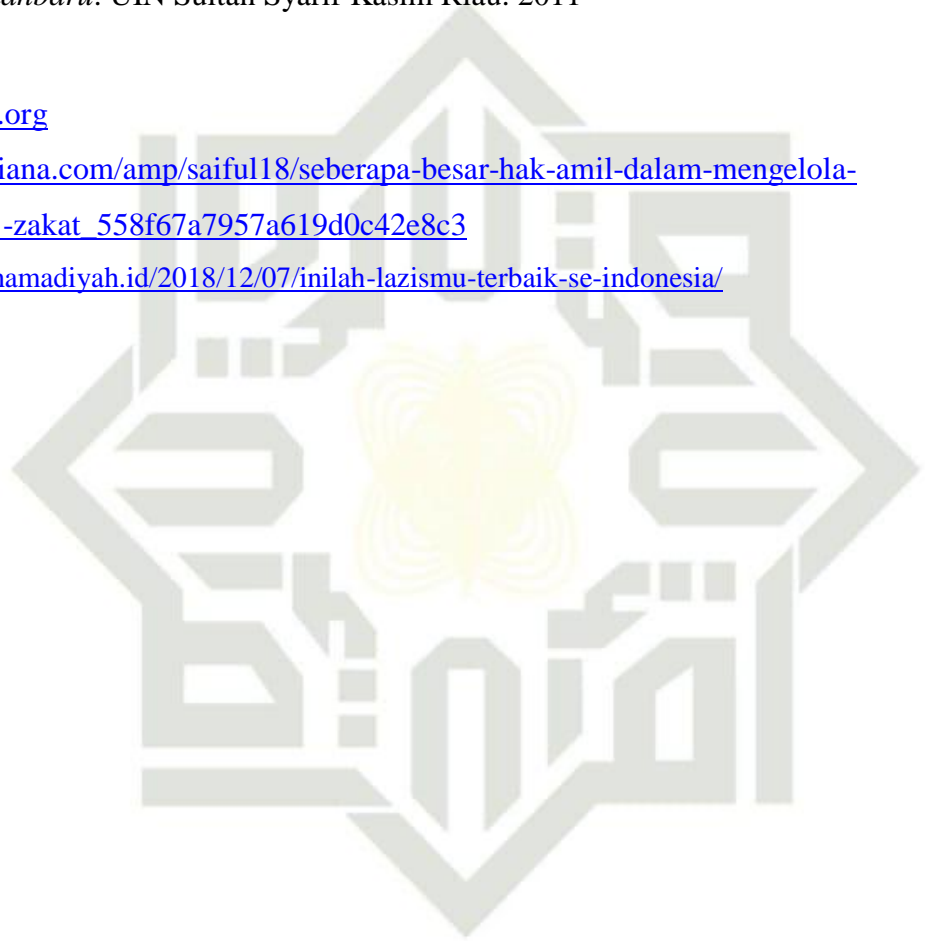 anbaru. UIN Sultan Syarif Kasim Riau. 2011
.org
iana.com/amp/saiful18/seberapa-besar-hak-amil-dalam-mengelola-
-zakat_558f67a7957a619d0c42e8c3
hamadiyah.id/2018/12/07/inilah-lazismu-terbaik-se-indonesia/